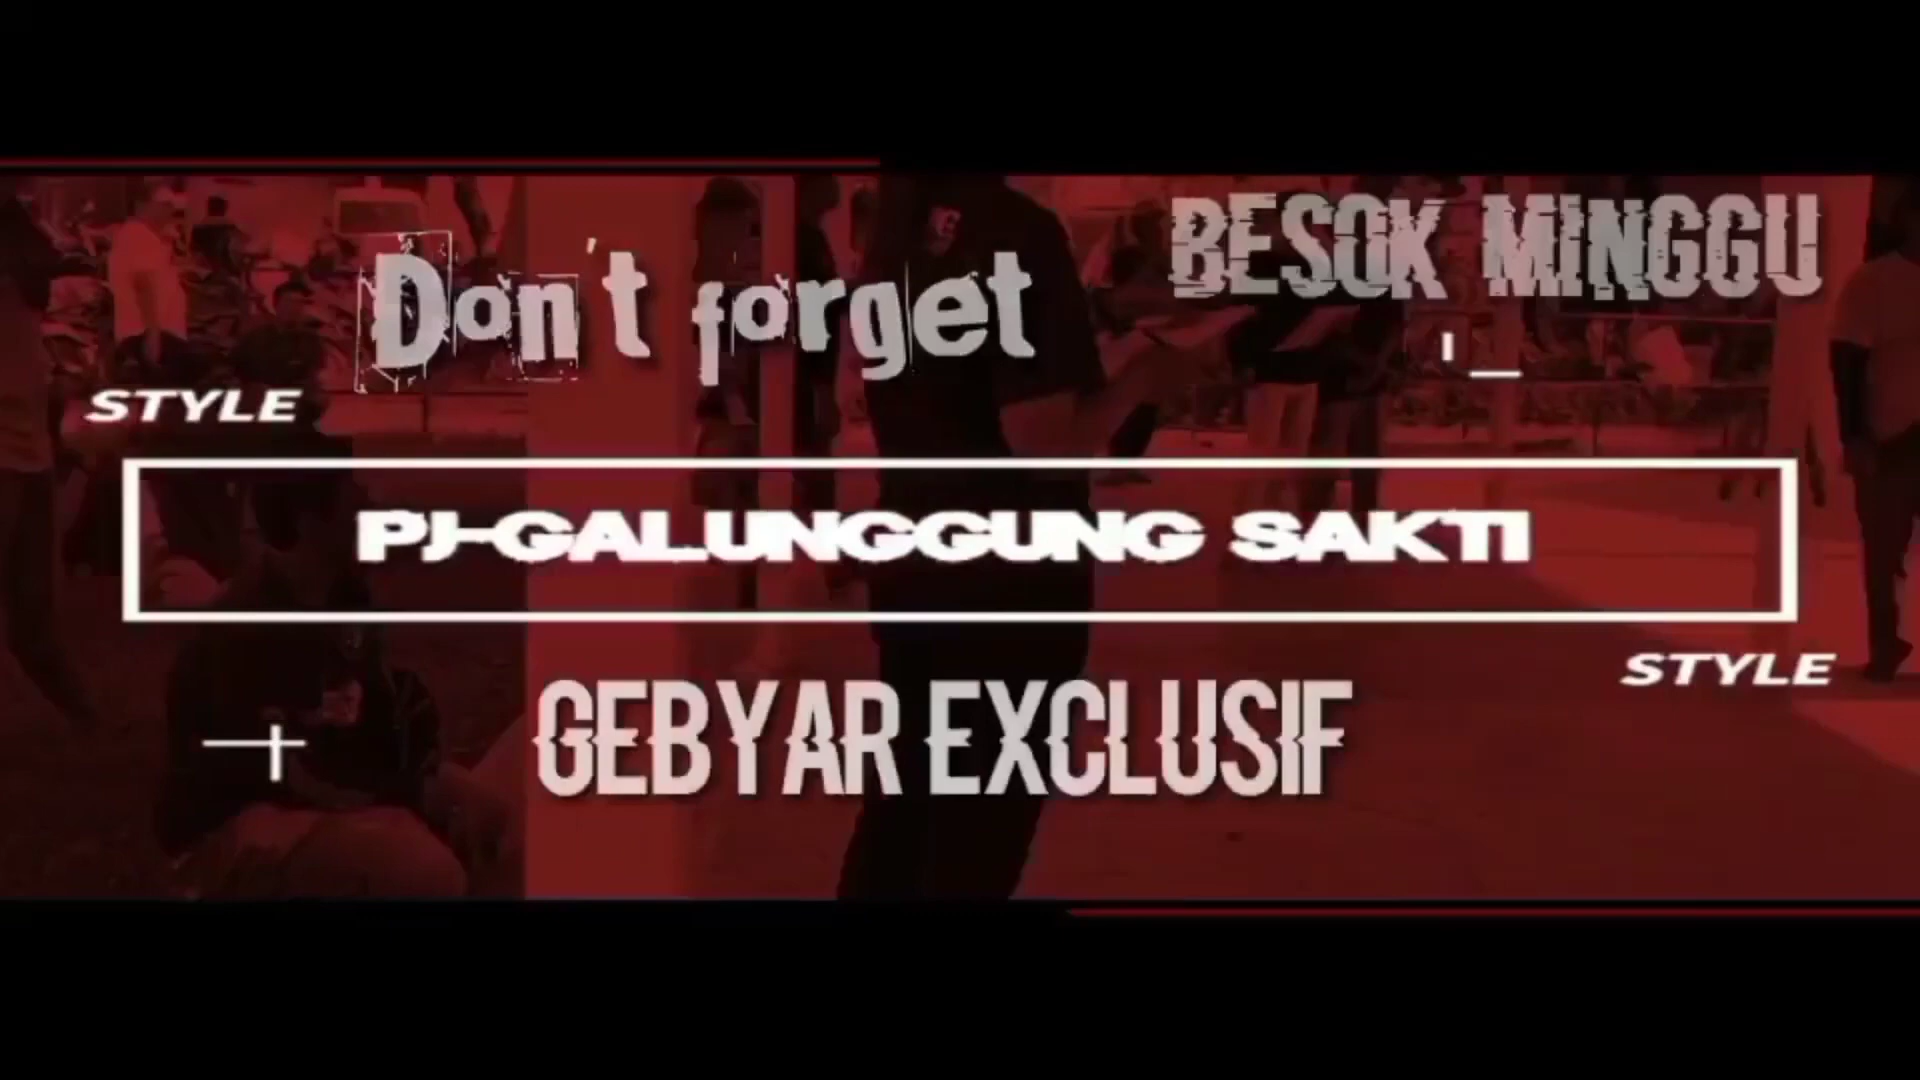 BESOK MINGGU
Don't forget
STYLE
PJ-GALUNGGUNG SAKTI
STYLE
GEBYAR EXCLUSIF